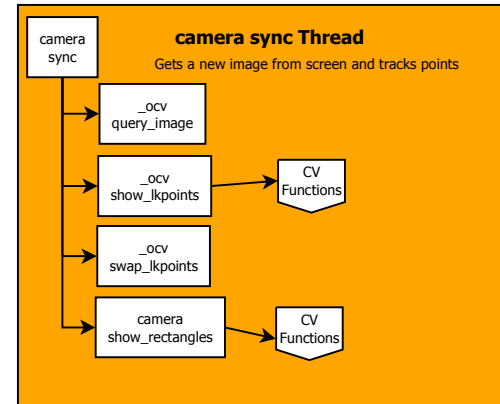 camera
sync
camera sync Thread
Gets a new image from screen and tracks points
_ocv
query_image
_ocv
show_lkpoints
CV
Functions
_ocv
swap_lkpoints
camera
show_rectangles
CV
Functions